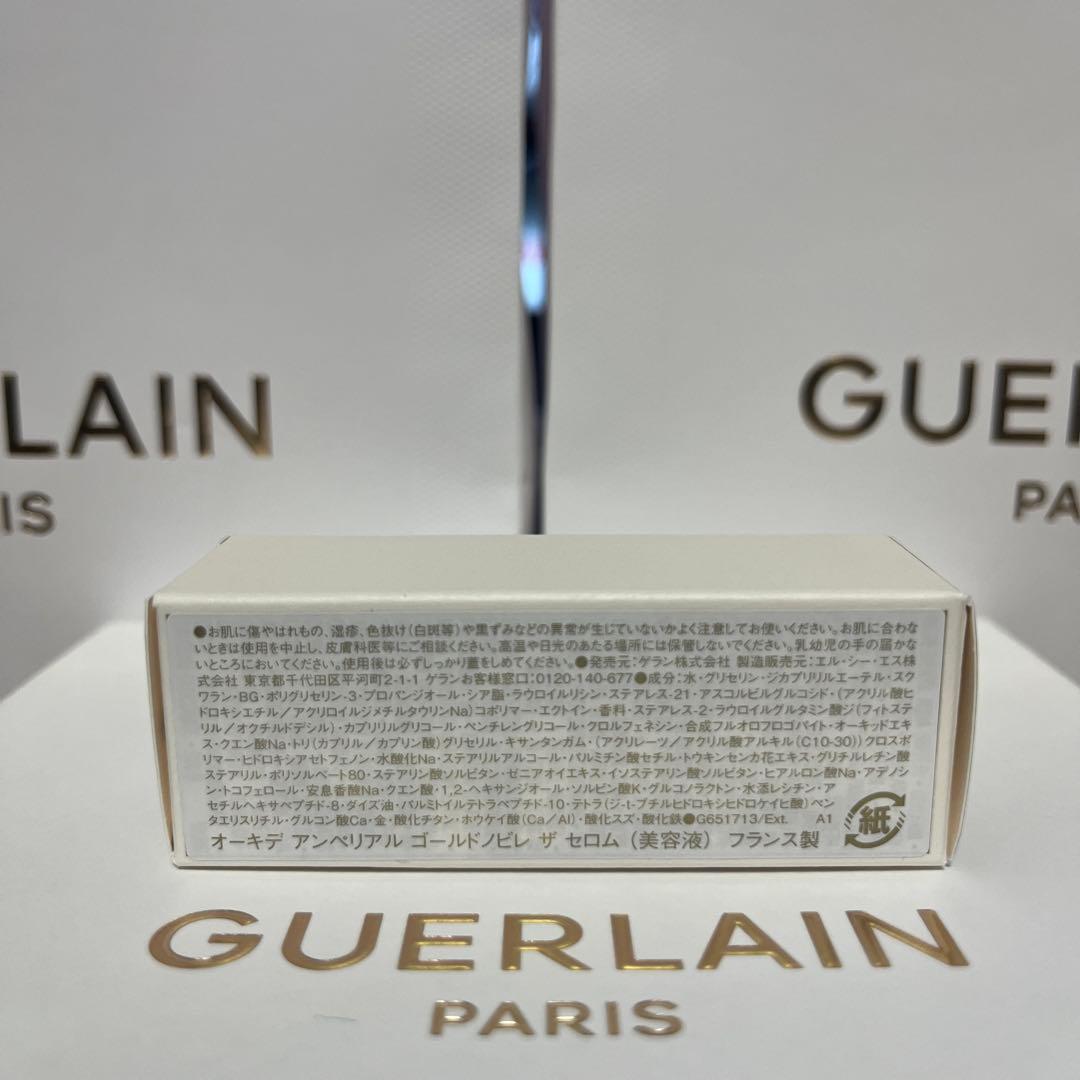 GUERLAIN
PARIS
GUERLAIN
PARIS
●お肌に傷やはれもの、湿疹、色抜け(白斑等)や黒ずみなどの異常が生じていないかよく注意してお使いください。お肌に合わな
いときは使用を中止し、皮膚科医等にご相談ください。高温や日光のあたる場所には保管しないでください。乳幼児の手の届かな
いところにおいてください。使用後は必ずしっかり蓋をしめてください。●発売元:ゲラン株式会社 製造販売元:エル・シー・エス株
式会社 東京都千代田区平河町2-1-1 ゲランお客様窓口:0120-140-677●成分:水・グリセリン・ジカプリリルエーテル・スク
ワラン・BG・ポリグリセリン-3・プロパンジオール・シア脂・ラウロイルリシン・ステアレス-21・アスコルビルグルコシド・(アクリル酸ヒ
ドロキシエチル/アクリロイルジメチルタウリンNa)コポリマー・エクトイン・香料・ステアレス-2・ラウロイルグルタミン酸ジ(フィトステリ
ル/オクチルドデシル)・カプリリルグリコール・ペンチレングリコール・クロルフェネシン・合成フルオロフロゴパイト・オーキッドエキ
ス・クエン酸Na・トリ(カプリル/カプリン酸)グリセリル・キサンタンガム・(アクリレーツ/アクリル酸アルキル(C10-30))クロスポ
リマー・ヒドロキシアセトフェノン・水酸化Na・ステアリルアルコール・パルミチン酸セチル・トウキンセンカ花エキス・グリチルレチン酸
ステアリル・ポリソルベート80・ステアリン酸ソルビタン・ゼニアオイエキス・イソステアリン酸ソルビタン・ヒアルロン酸Na・アデノシ
ン・トコフェロール・安息香酸Na・クエン酸・1,2-ヘキサンジオール・ソルビン酸K・グルコノラクトン・水添レシチン・ア
セチルヘキサペプチド-8・ダイズ油・パルミトイルテトラペプチド-10・テトラ(ジ-t-ブチルヒドロキシヒドロケイヒ酸)ペン
タエリスリチル・グルコン酸Ca・金・酸化チタン・ホウケイ酸(Ca/Al)・酸化スズ・酸化鉄●G651713/Ext. A1
紙
オーキデ アンペリアル ゴールドノビレ ザ セロム (美容液) フランス製
GUERLAIN
PARIS